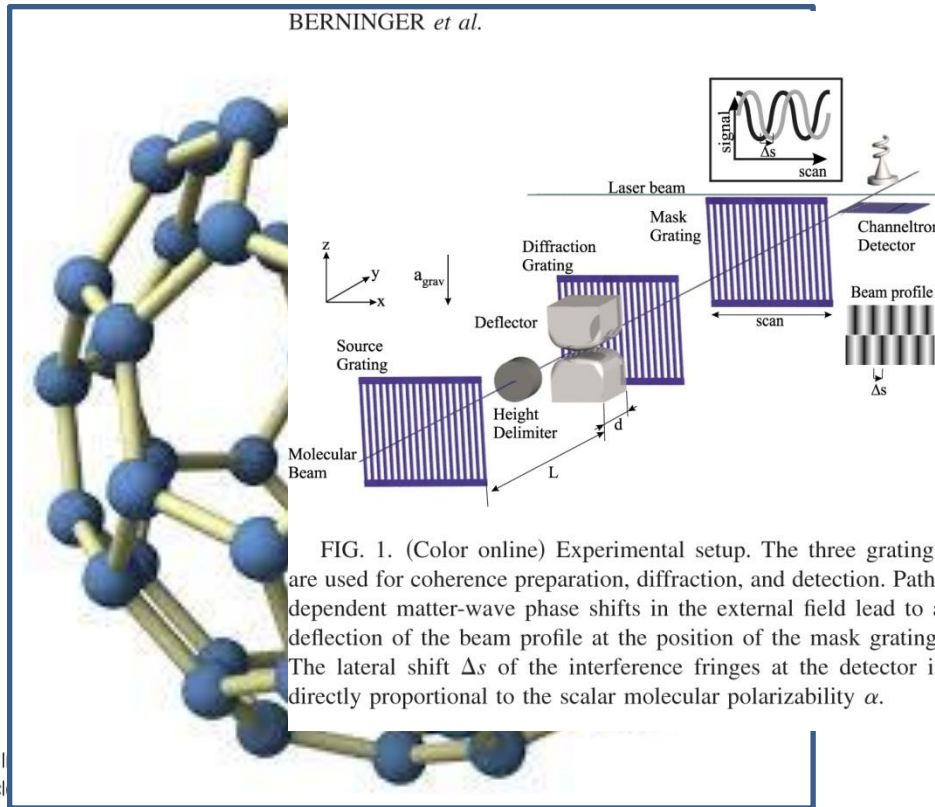 BERNINGER et al.
signal
Δs
scan
Laser beam
Mask
Grating
Channeltron
Detector
Diffraction
Grating
z
y
x
a grav
Deflector
scan
Beam profile
Δs
Source
Grating
Height
Delimiter
d
L
Molecular
Beam
FIG. 1. (Color online) Experimental setup. The three grating
are used for coherence preparation, diffraction, and detection. Path
dependent matter-wave phase shifts in the external field lead to a
deflection of the beam profile at the position of the mask grating
The lateral shift Δs of the interference fringes at the detector i
directly proportional to the scalar molecular polarizability α.